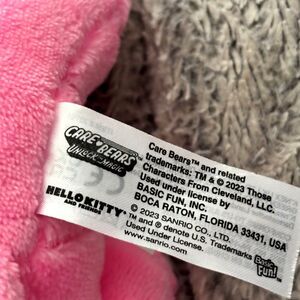 CARE BEARS
UNLOCK THE MAGIC
HELLO KITTY
AND FRIENDS
Care Bears™ and related
trademarks: TM & © 2023 Those
Characters From Cleveland, LLC.
Used under license by
BASIC FUN, INC.
BOCA RATON, FLORIDA 33431, USA
© 2023 SANRIO CO., LTD.
™ and ® denote U.S. Trademarks
Used Under License.
www.sanrio.com
Basic
Fun!